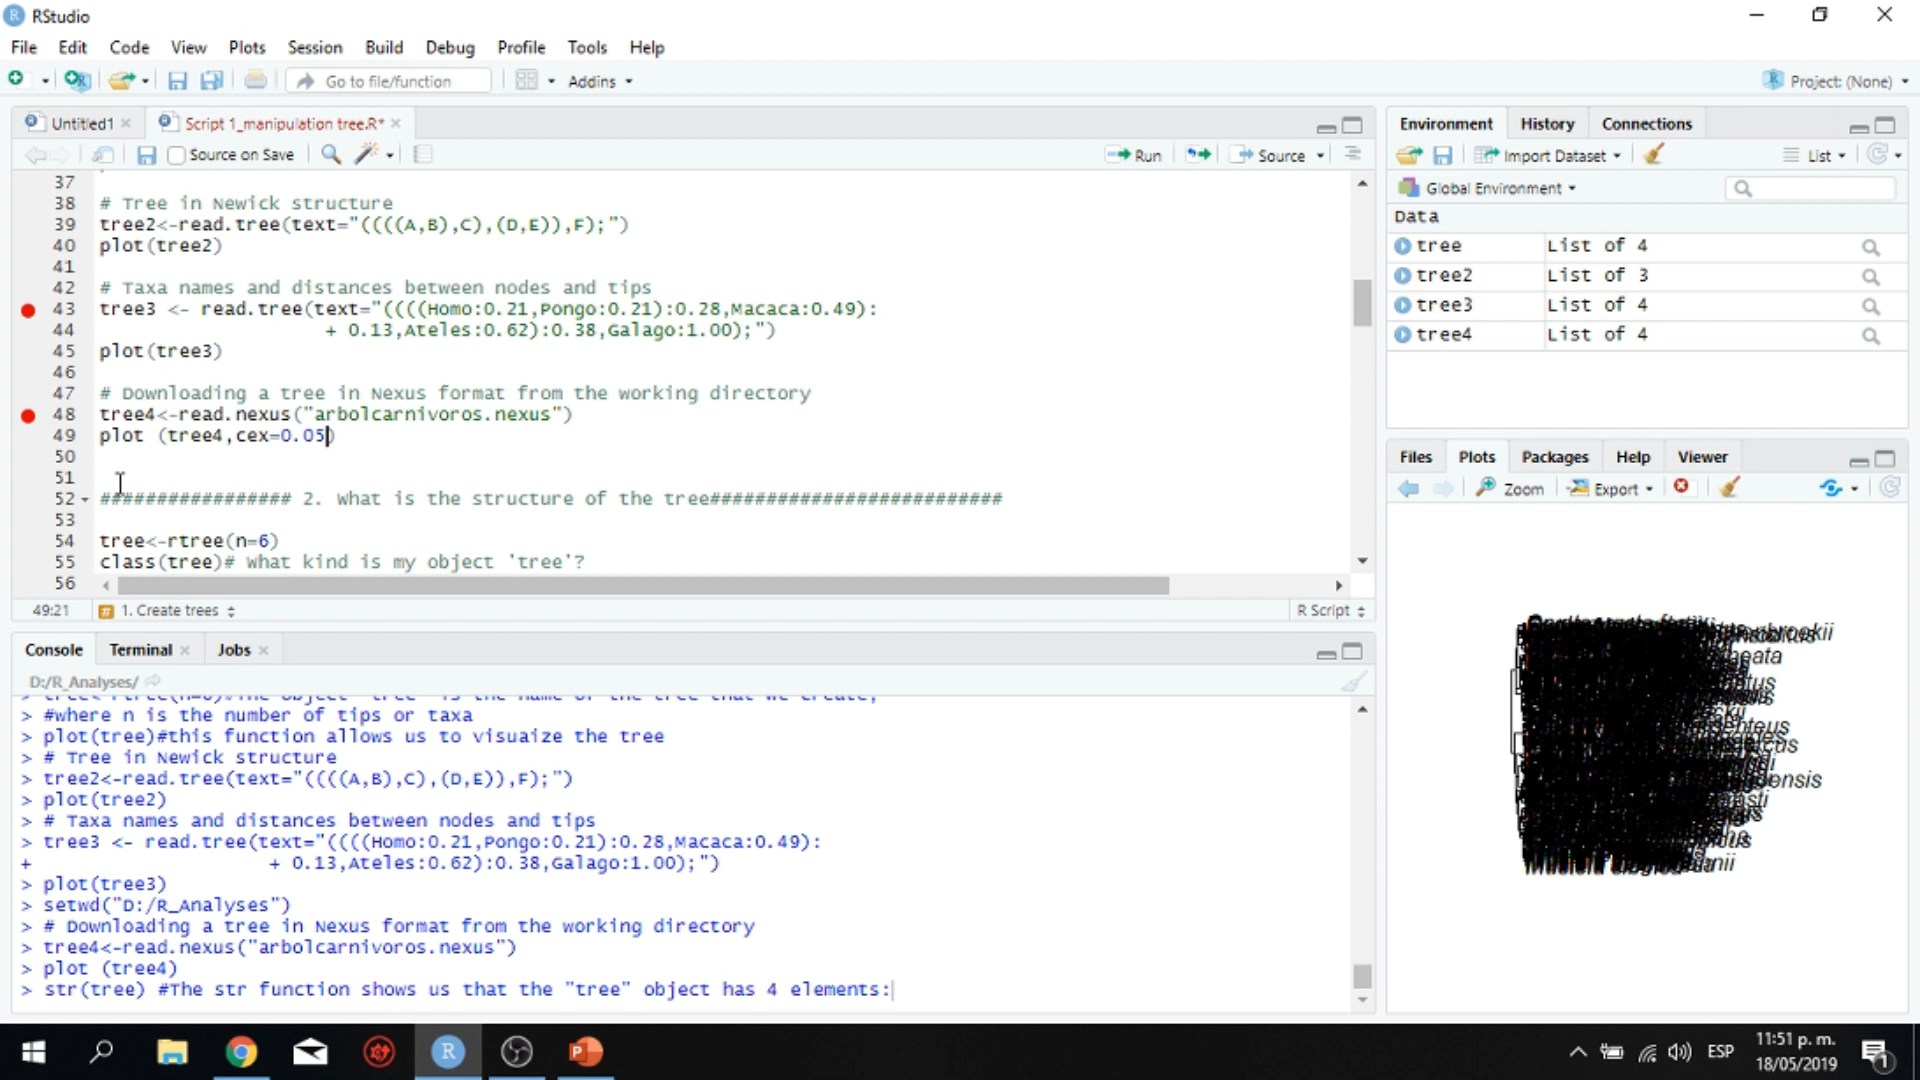 RStudio
File Edit Code View Plots Session Build Debug Profile Tools Help
Go to file/function Addins Project: (None)
Untitled1 Script 1_manipulation tree.R*
Source on Save Run Source
37
38 # Tree in Newick structure
39 tree2<-read.tree(text="((((A,B),C),(D,E)),F);")
40 plot(tree2)
41
42 # Taxa names and distances between nodes and tips
43 tree3 <- read.tree(text="((((Homo:0.21,Pongo:0.21):0.28,Macaca:0.49):
44 + 0.13,Ateles:0.62):0.38,Galago:1.00);")
45 plot(tree3)
46
47 # Downloading a tree in Nexus format from the working directory
48 tree4<-read.nexus("arbolcarnivoros.nexus")
49 plot (tree4,cex=0.05)
50
51
52 ################# 2. What is the structure of the tree##########################
53
54 tree<-rtree(n=6)
55 class(tree)# What kind is my object 'tree'?
56
49:21 1. Create trees R Script
Console Terminal Jobs
D:/R_Analyses/
> #where n is the number of tips or taxa
> plot(tree)#this function allows us to visuaize the tree
> # Tree in Newick structure
> tree2<-read.tree(text="((((A,B),C),(D,E)),F);")
> plot(tree2)
> # Taxa names and distances between nodes and tips
> tree3 <- read.tree(text="((((Homo:0.21,Pongo:0.21):0.28,Macaca:0.49):
+ + 0.13,Ateles:0.62):0.38,Galago:1.00);")
> plot(tree3)
> setwd("D:/R_Analyses")
> # Downloading a tree in Nexus format from the working directory
> tree4<-read.nexus("arbolcarnivoros.nexus")
> plot (tree4)
> str(tree) #The str function shows us that the "tree" object has 4 elements:
Environment History Connections
Import Dataset List
Global Environment
Data
tree List of 4
tree2 List of 3
tree3 List of 4
tree4 List of 4
Files Plots Packages Help Viewer
Zoom Export
ESP 11:51 p. m.
18/05/2019
1